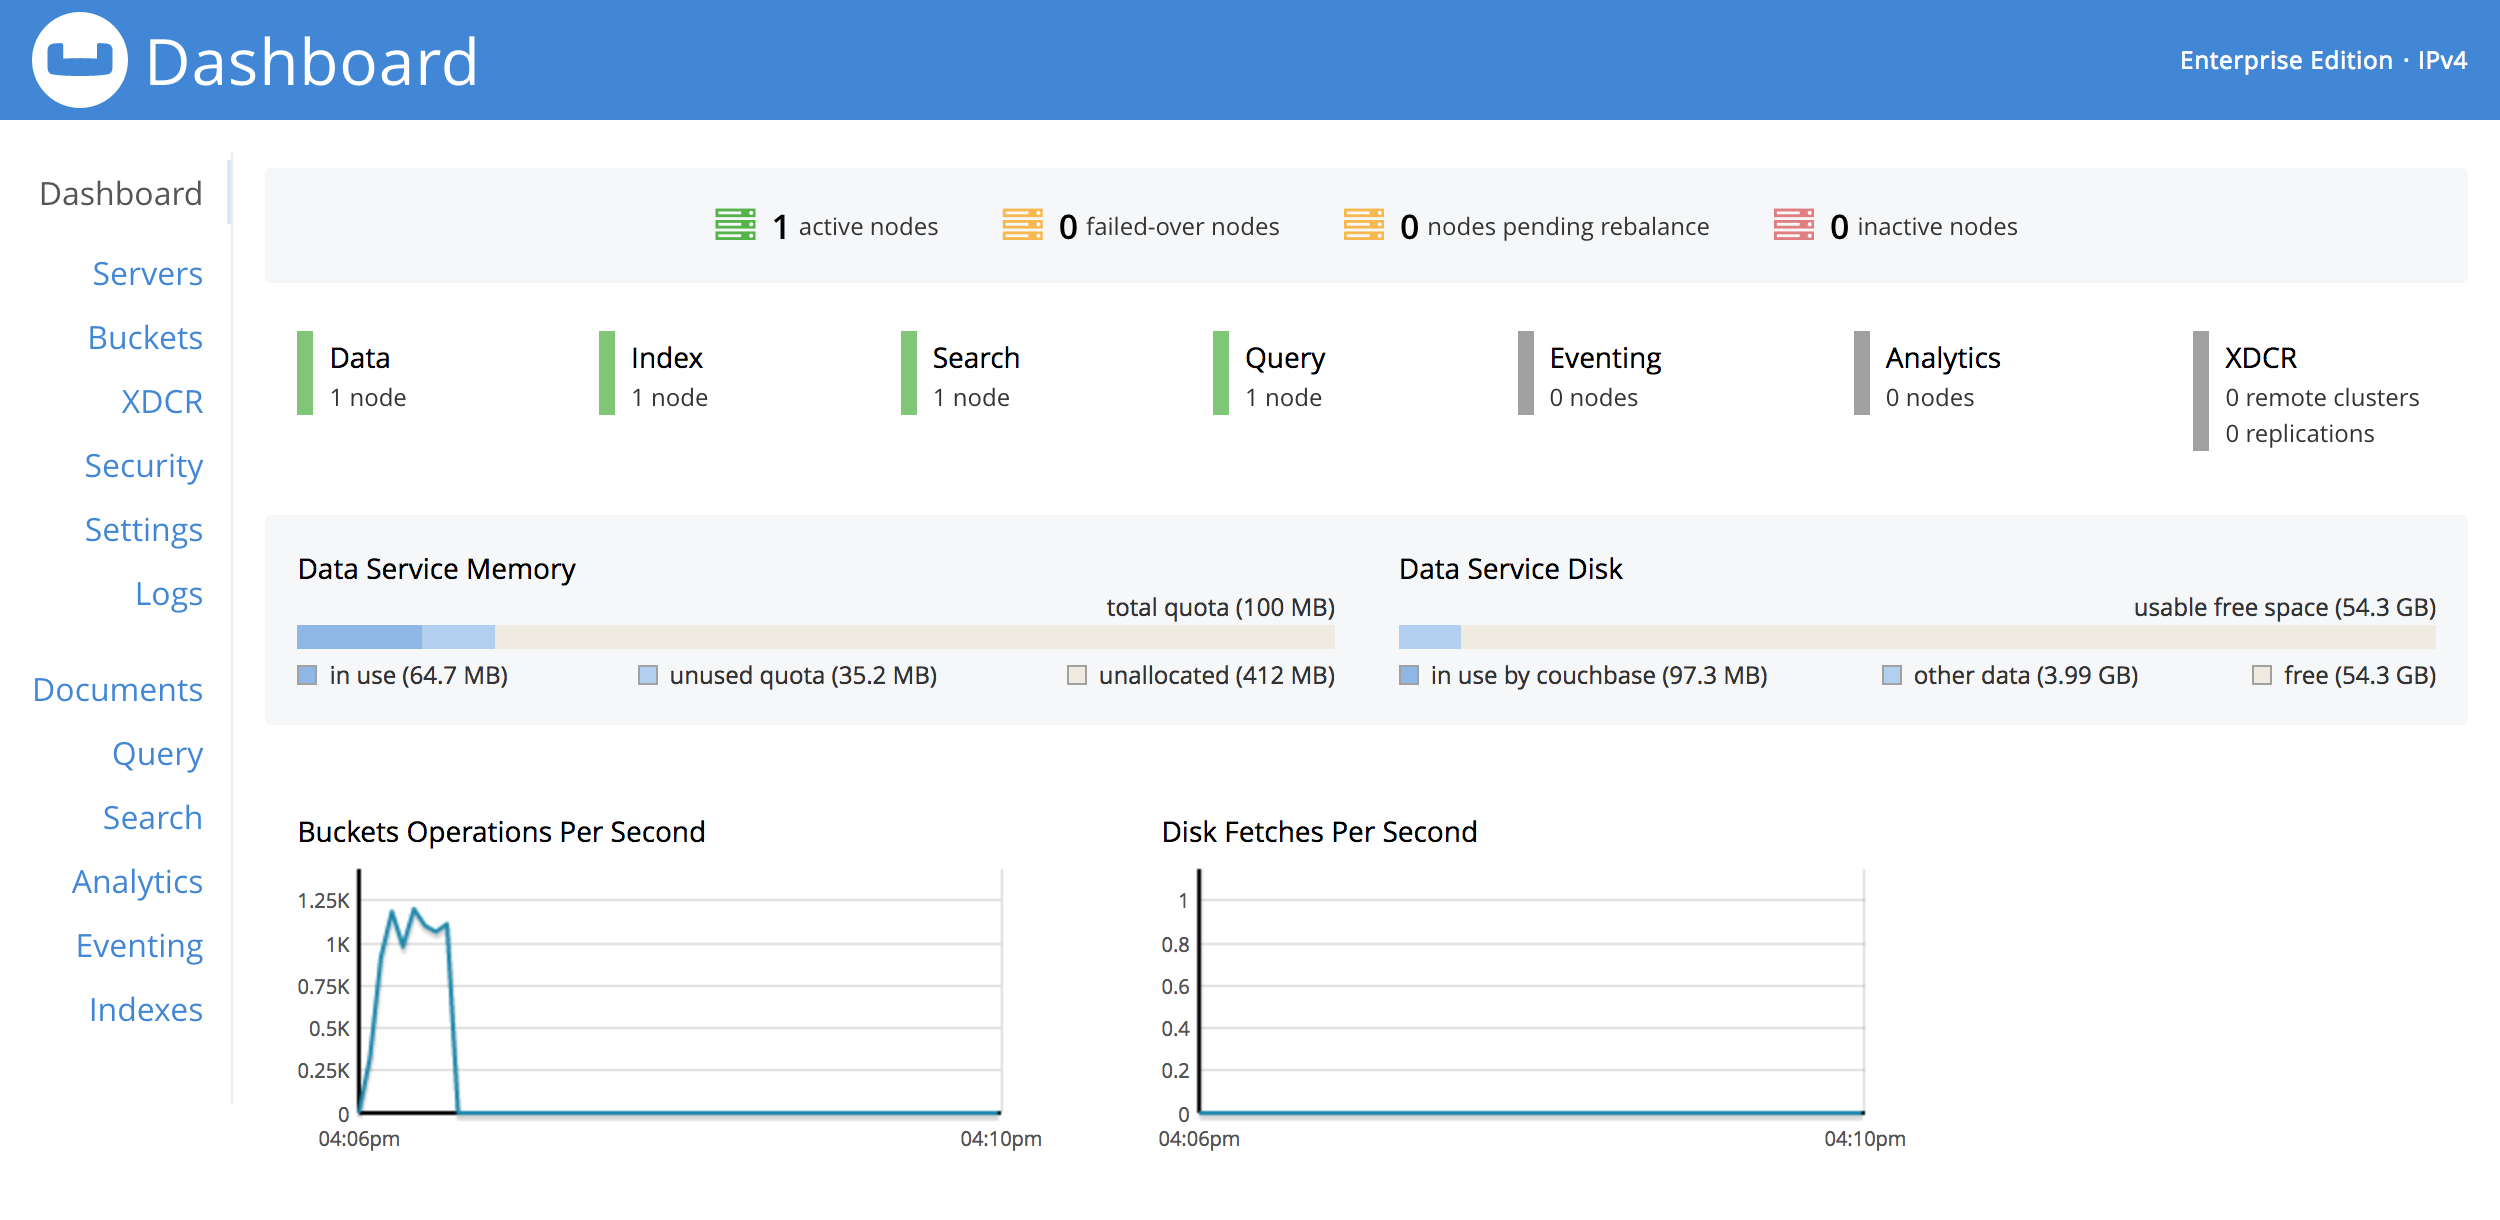 Dashboard
Enterprise Edition · IPv4
Dashboard
Servers
Buckets
XDCR
Security
Settings
Logs
Documents
Query
Search
Analytics
Eventing
Indexes
1 active nodes
0 failed-over nodes
0 nodes pending rebalance
0 inactive nodes
Data
1 node
Index
1 node
Search
1 node
Query
1 node
Eventing
0 nodes
Analytics
0 nodes
XDCR
0 remote clusters
0 replications
Data Service Memory
total quota (100 MB)
in use (64.7 MB)
unused quota (35.2 MB)
unallocated (412 MB)
Data Service Disk
usable free space (54.3 GB)
in use by couchbase (97.3 MB)
other data (3.99 GB)
free (54.3 GB)
Buckets Operations Per Second
1.25K
1K
0.75K
0.5K
0.25K
0
04:06pm
04:10pm
Disk Fetches Per Second
1
0.8
0.6
0.4
0.2
0
04:06pm
04:10pm